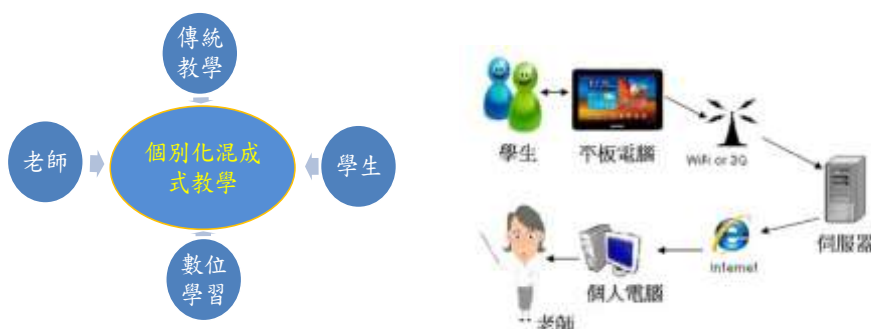 傳統
教學
老師
個別化混成
式教學
學生
數位
學習
學生
平板電腦
WiFi or 3G
伺服器
Internet
個人電腦
老師